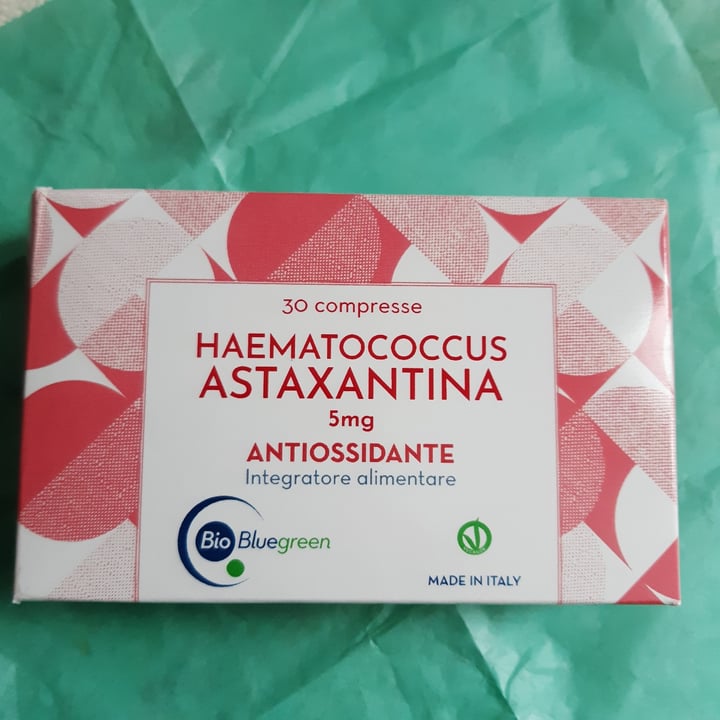 30 compresse
HAEMATOCOCCUS
ASTAXANTINA
5mg
ANTIOSSIDANTE
Integratore alimentare
Bio Bluegreen
MADE IN ITALY